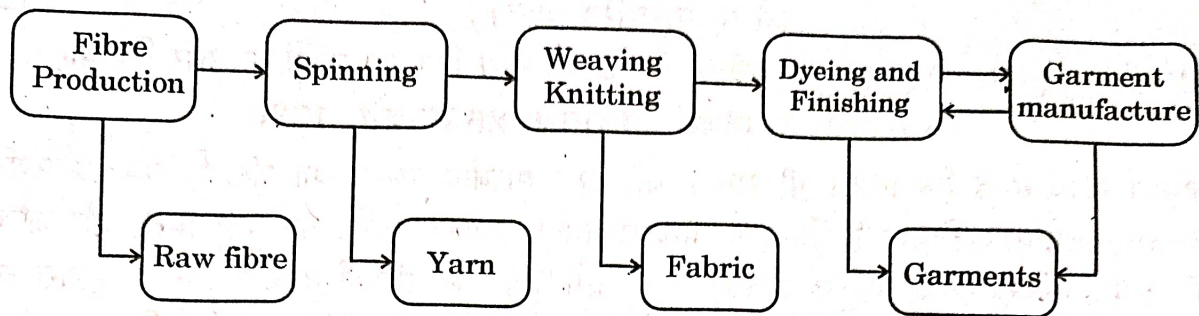 Fibre
Production
Spinning
Weaving
Knitting
Dyeing and
Finishing
Garment
manufacture
Raw fibre
Yarn
Fabric
Garments